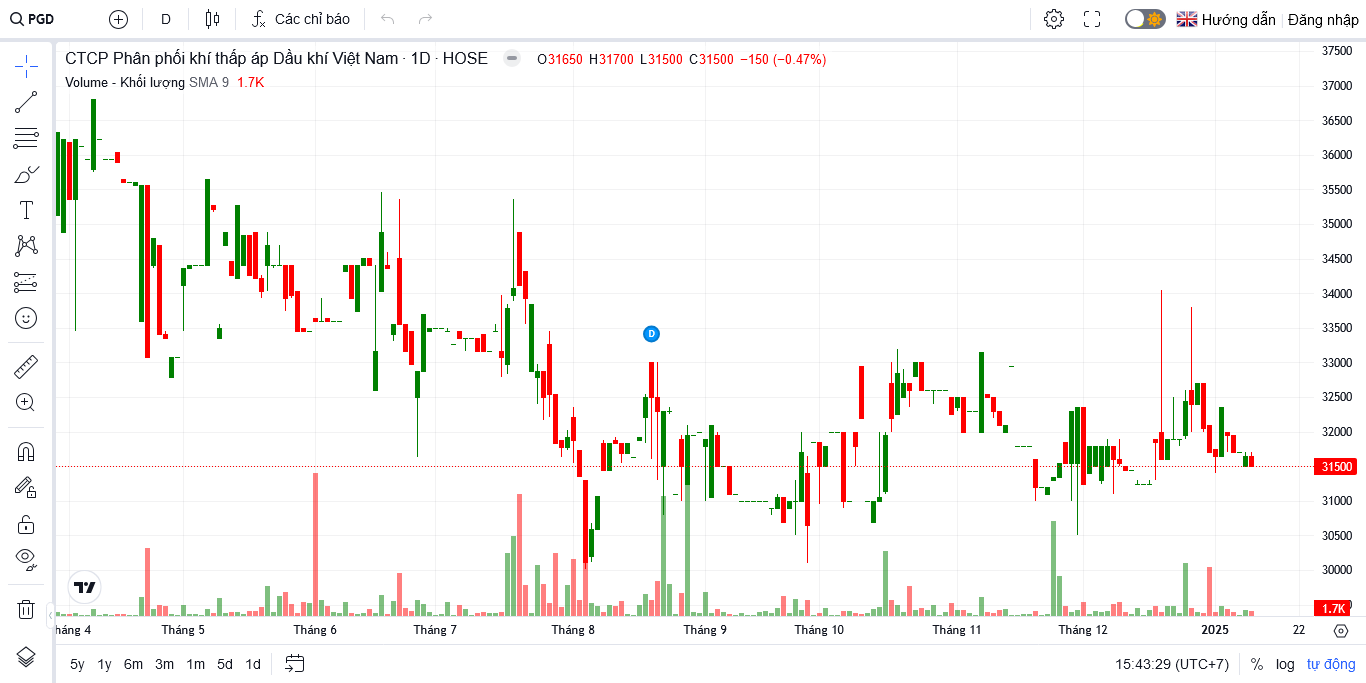 PGD D Các chỉ báo Hướng dẫn Đăng nhập
CTCP Phân phối khí thấp áp Dầu khí Việt Nam · 1D · HOSE O31650 H31700 L31500 C31500 −150 (−0.47%)
Volume - Khối lượng SMA 9 1.7K
37500
37000
36500
36000
35500
35000
34500
34000
33500
D
33000
32500
32000
31500
31000
30500
30000
1.7K
háng 4 Tháng 5 Tháng 6 Tháng 7 Tháng 8 Tháng 9 Tháng 10 Tháng 11 Tháng 12 2025 22
5y 1y 6m 3m 1m 5d 1d 15:43:29 (UTC+7) % log tự động